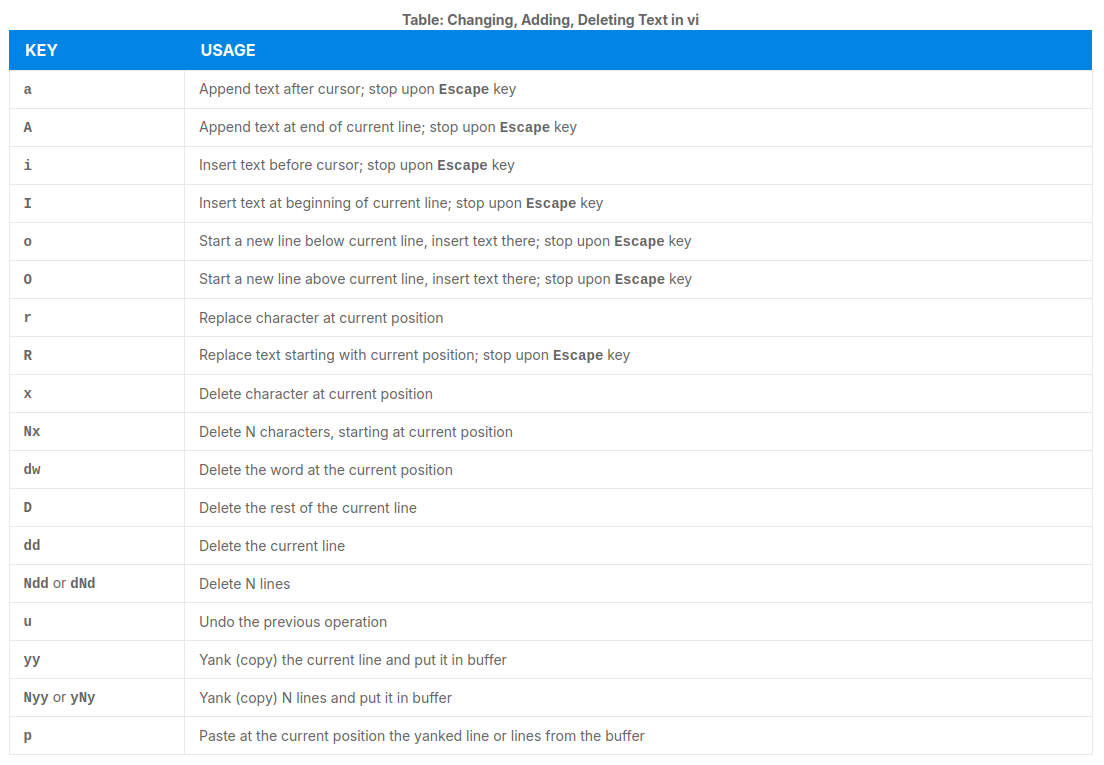 Table: Changing, Adding, Deleting Text in vi
KEY USAGE
a Append text after cursor; stop upon Escape key
A Append text at end of current line; stop upon Escape key
i Insert text before cursor; stop upon Escape key
I Insert text at beginning of current line; stop upon Escape key
o Start a new line below current line, insert text there; stop upon Escape key
O Start a new line above current line, insert text there; stop upon Escape key
r Replace character at current position
R Replace text starting with current position; stop upon Escape key
x Delete character at current position
Nx Delete N characters, starting at current position
dw Delete the word at the current position
D Delete the rest of the current line
dd Delete the current line
Ndd or dNd Delete N lines
u Undo the previous operation
yy Yank (copy) the current line and put it in buffer
Nyy or yNy Yank (copy) N lines and put it in buffer
p Paste at the current position the yanked line or lines from the buffer